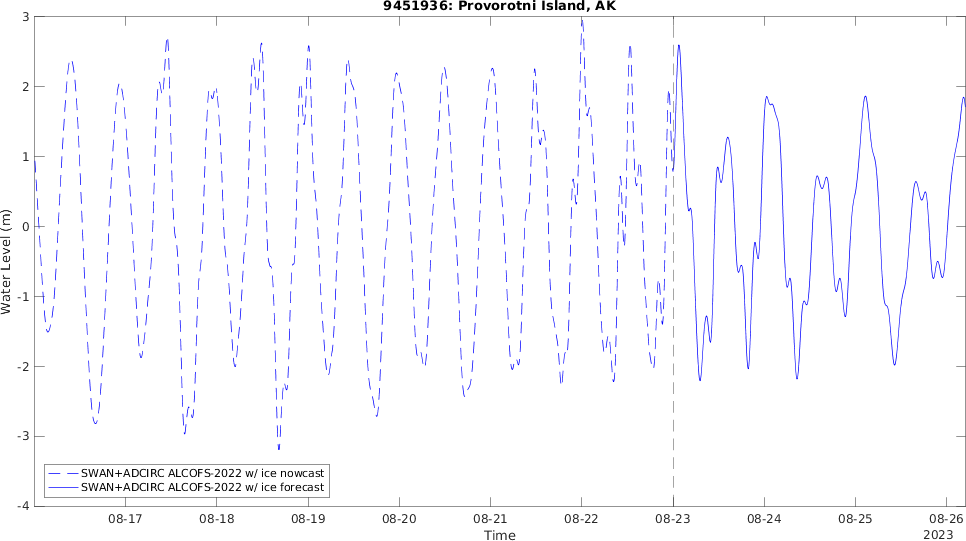 9451936: Provorotni Island, AK
3
2
1
0
-1
-2
-3
-4
Water Level (m)
SWAN+ADCIRC ALCOFS-2022 w/ ice nowcast
SWAN+ADCIRC ALCOFS-2022 w/ ice forecast
08-17 08-18 08-19 08-20 08-21 08-22 08-23 08-24 08-25 08-26
Time
2023